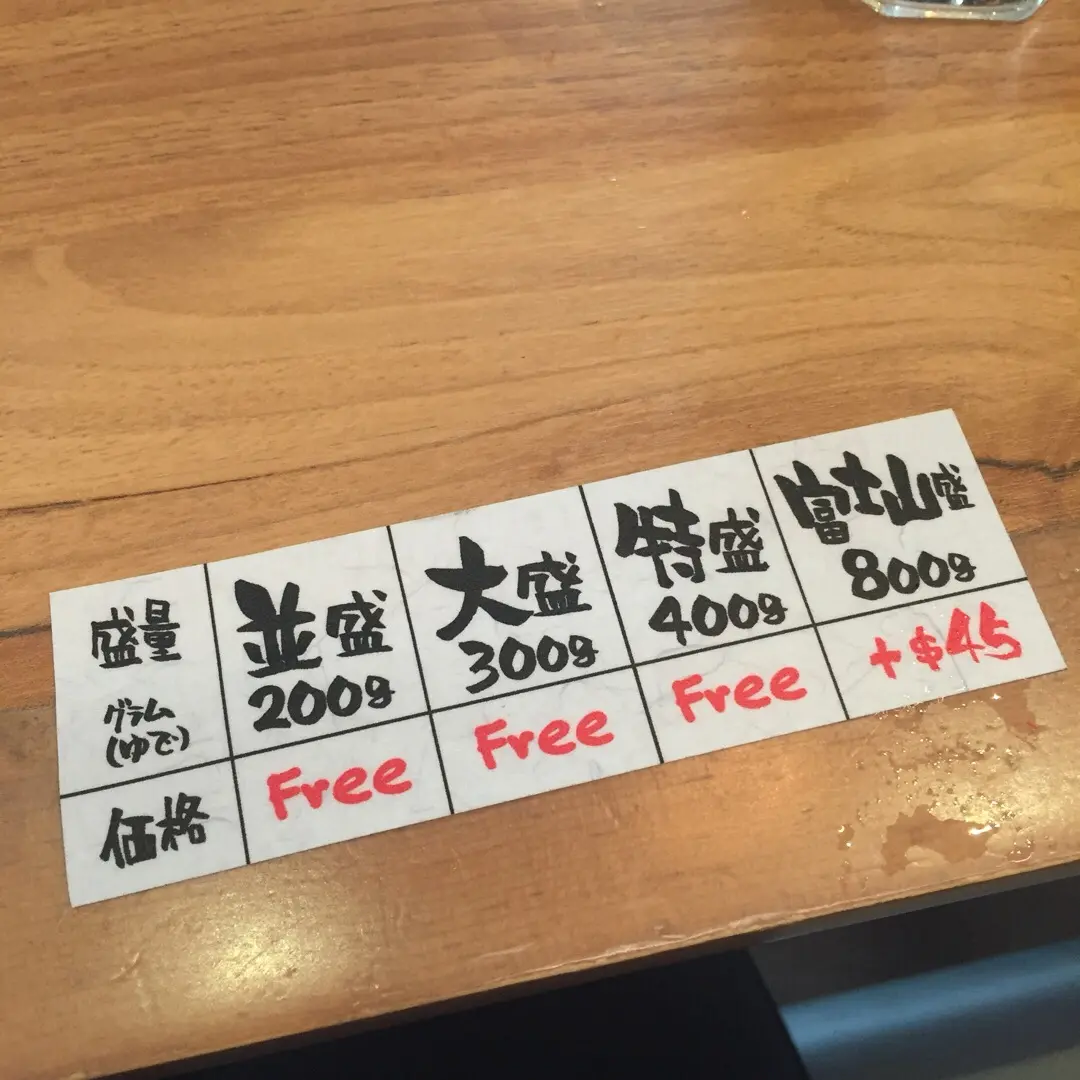 盛量
グラム
(ゆで)
並盛
200g
大盛
300g
特盛
400g
富士山盛
800g
価格
Free
Free
Free
+$45